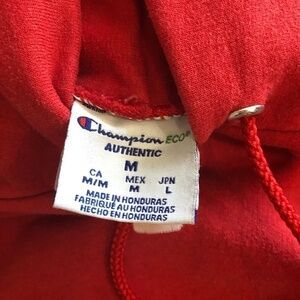 Champion ECO®
AUTHENTIC
M
CA MEX JPN
M/M M L
MADE IN HONDURAS
FABRIQUÉ AU HONDURAS
HECHO EN HONDURAS